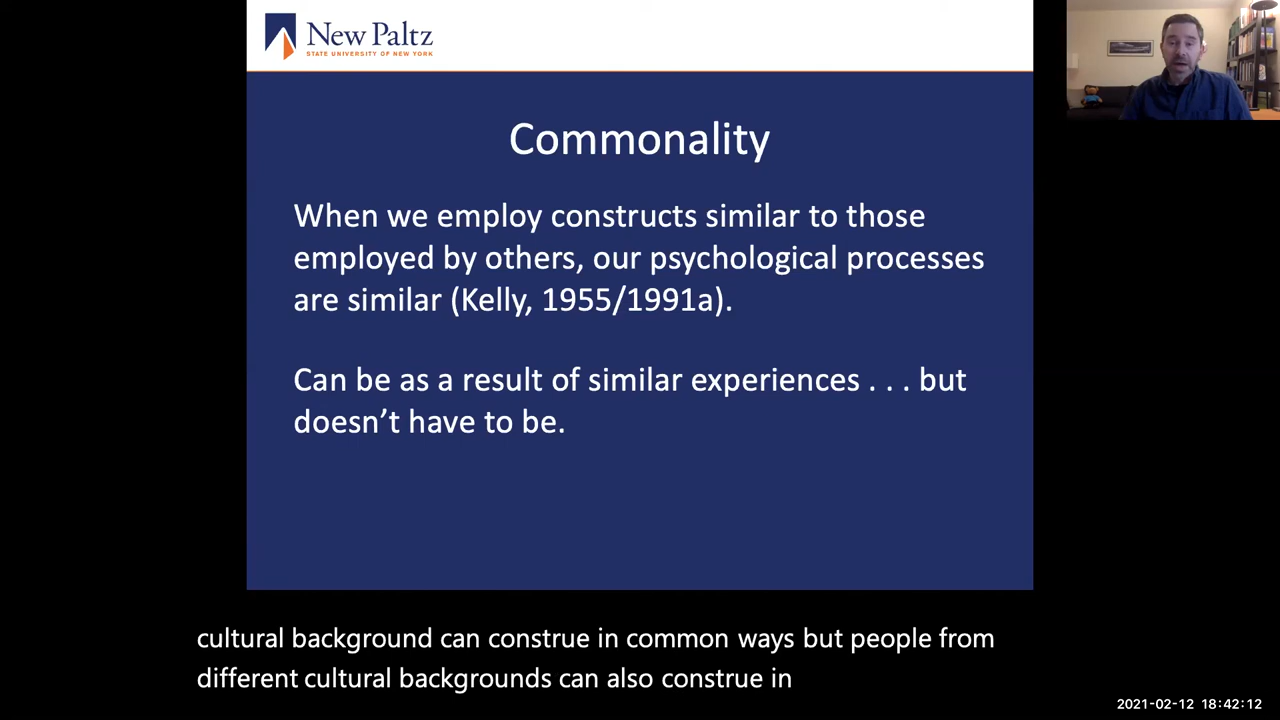 New Paltz
STATE UNIVERSITY OF NEW YORK
Commonality
When we employ constructs similar to those
employed by others, our psychological processes
are similar (Kelly, 1955/1991a).
Can be as a result of similar experiences . . . but
doesn’t have to be.
cultural background can construe in common ways but people from
different cultural backgrounds can also construe in
2021-02-12 18:42:12